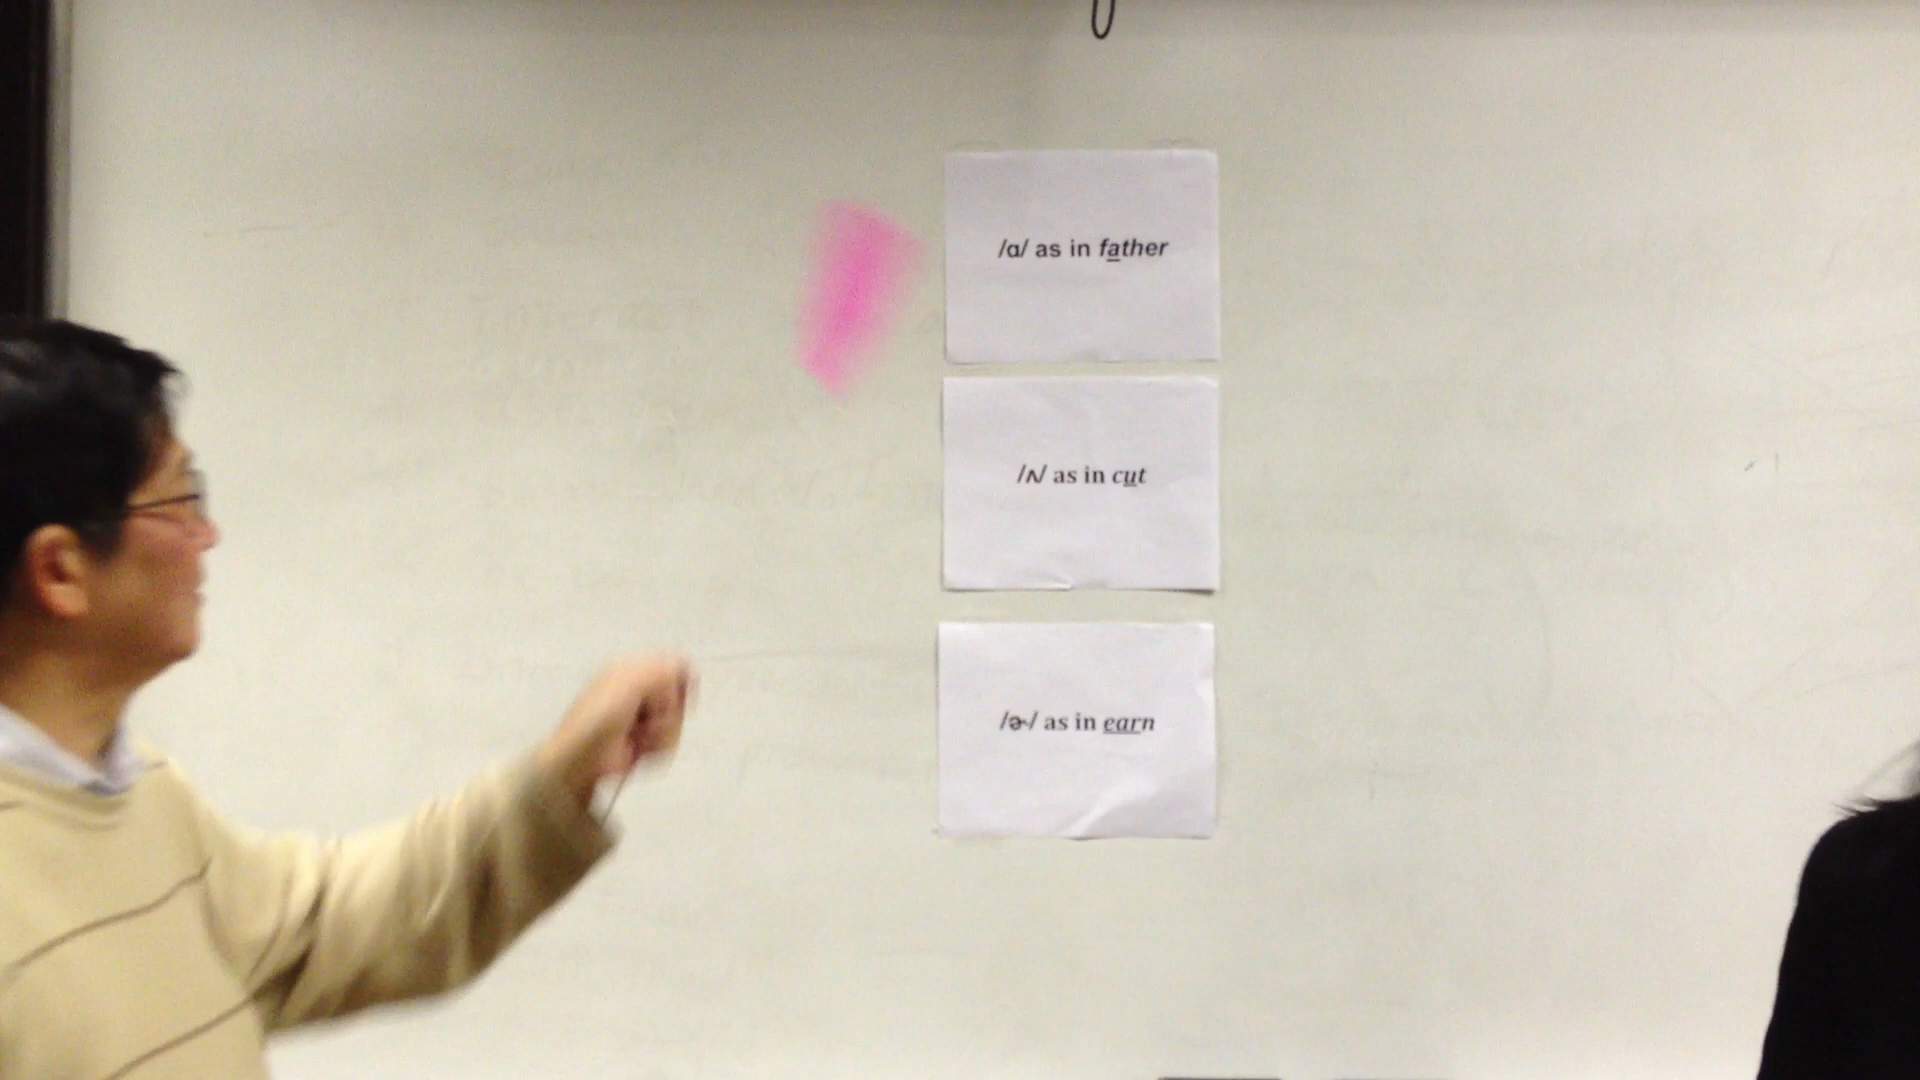 /ɑ/ as in father
/ʌ/ as in cut
/ɚ/ as in earn